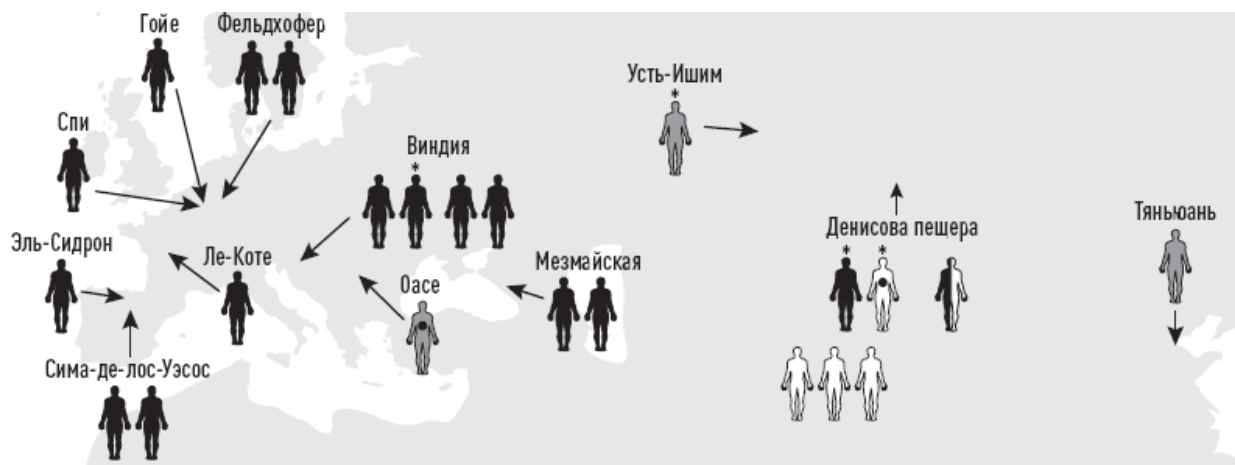 Гойе
Фельдхофер
Спи
Усть-Ишим
*
Виндия
*
Эль-Сидрон
Ле-Коте
Оасе
Мезмайская
Денисова пещера
* *
Тяньюань
Сима-де-лос-Уэсос